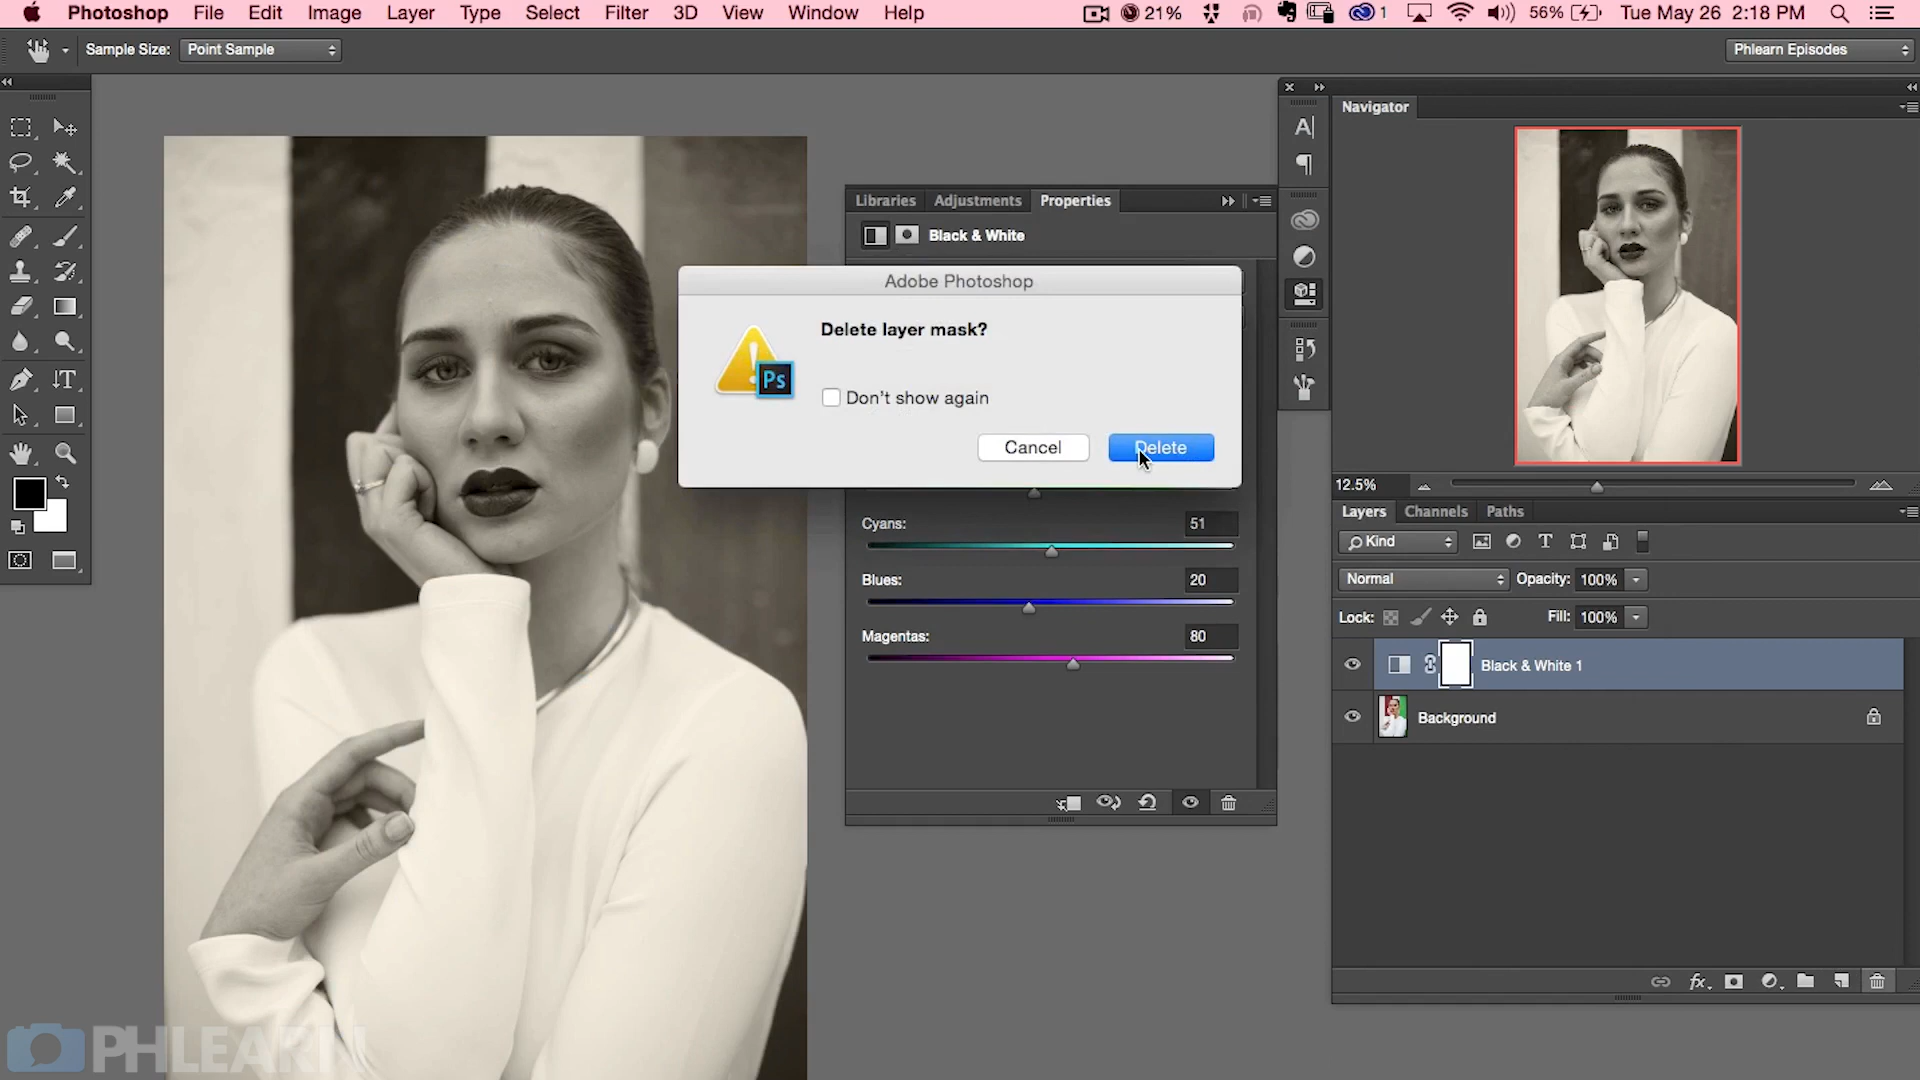 Photoshop File Edit Image Layer Type Select Filter 3D View Window Help 21% 1 56% Tue May 26 2:18 PM
Sample Size: Point Sample Phlearn Episodes
Navigator
Libraries Adjustments Properties
Black & White
Adobe Photoshop
Delete layer mask?
Ps
Don't show again
Cancel Delete
12.5%
Layers Channels Paths
Cyans: 51
Kind
Blues: 20
Normal Opacity: 100%
Lock: Fill: 100%
Magentas: 80
Black & White 1
Background
fx
PHLEARN